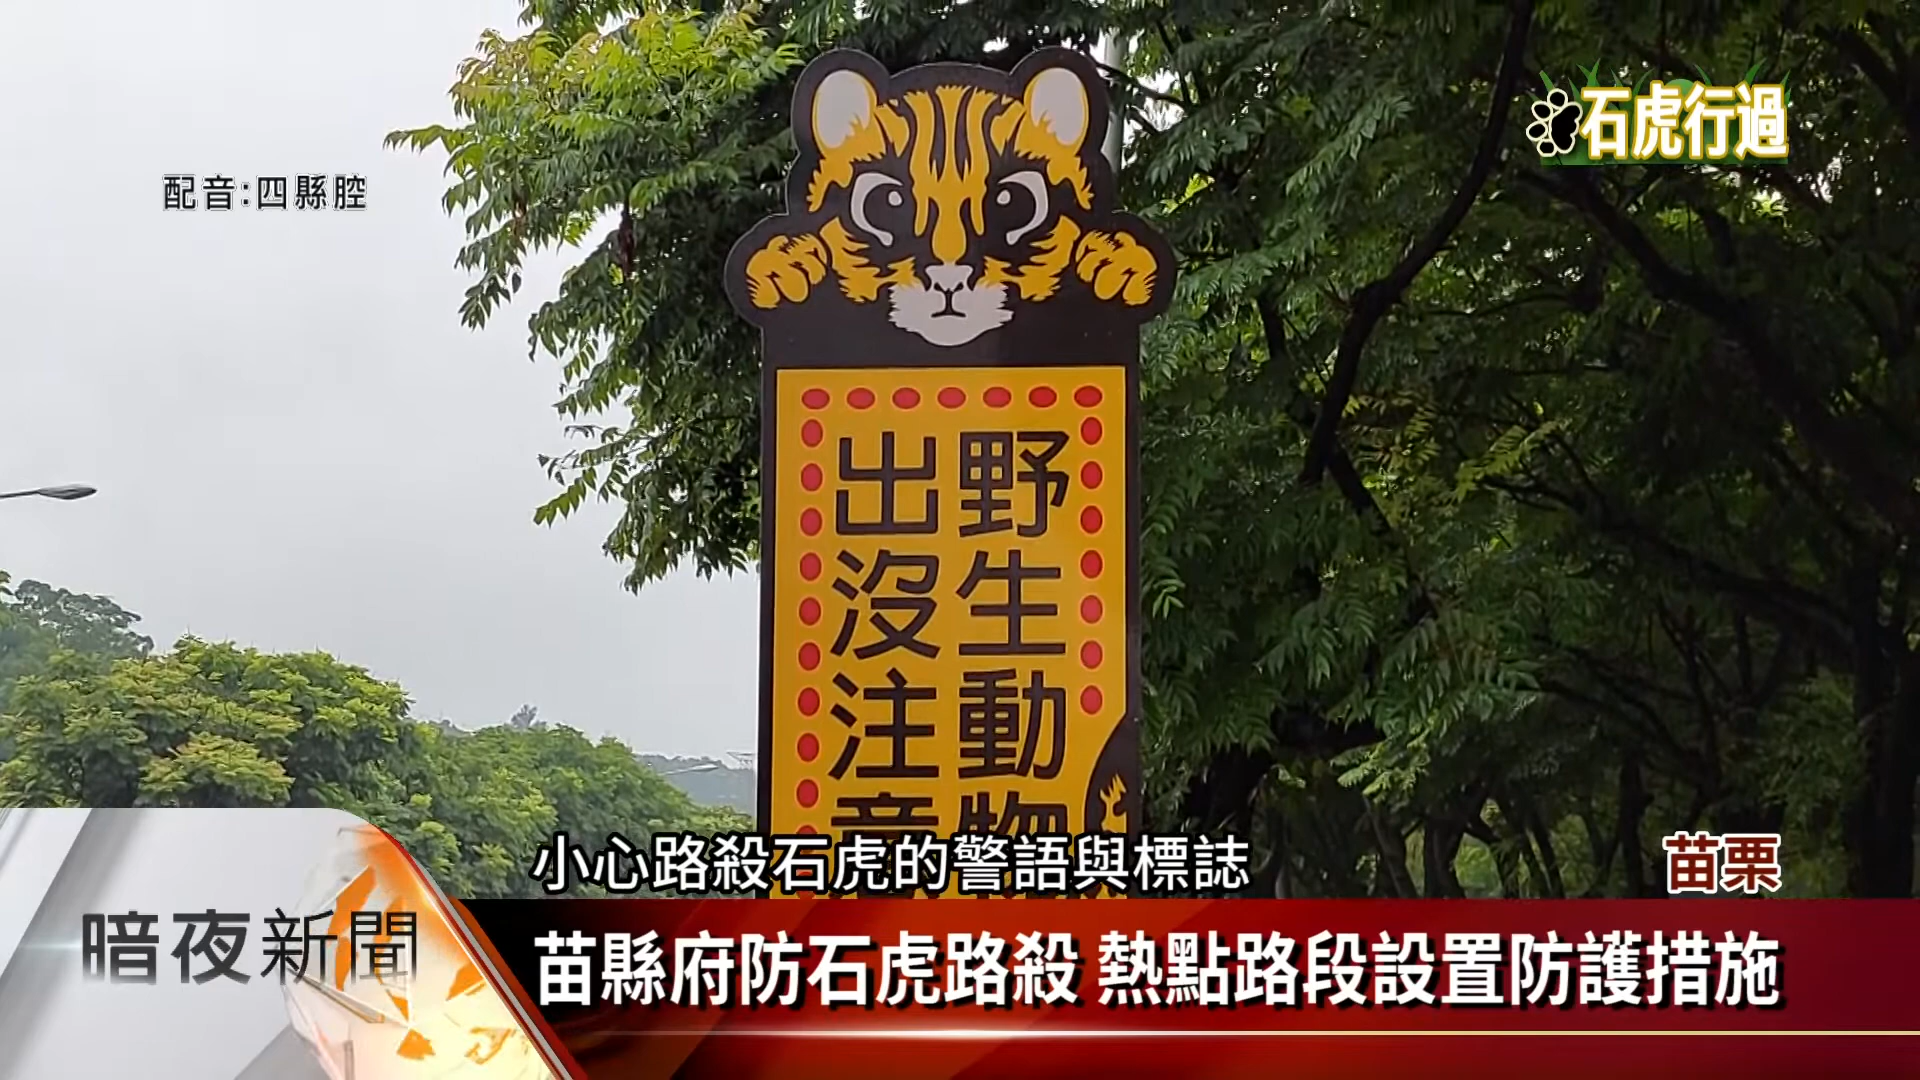 石虎行過
配音:四縣腔
野生動物
出沒注意
小心路殺石虎的警語與標誌
苗栗
暗夜新聞
苗縣府防石虎路殺 熱點路段設置防護措施